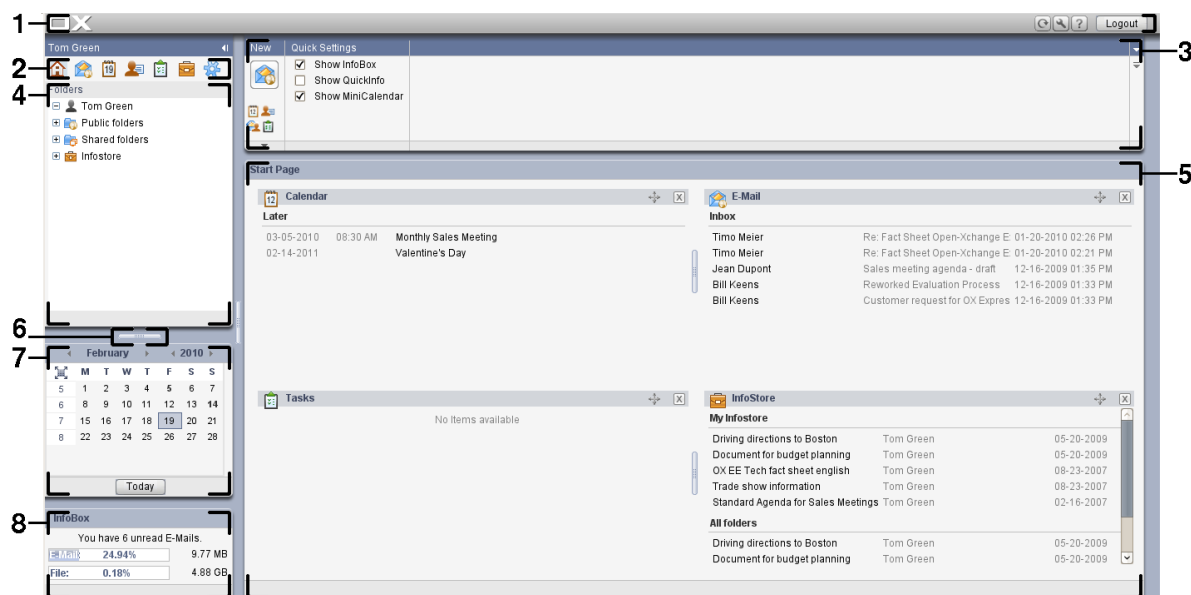 1 OX Logout
Tom Green
2 19
3
New Quick Settings
Show InfoBox
Show QuickInfo
Show MiniCalendar
12
4
Folders
Tom Green
Public folders
Shared folders
Infostore
5
Start Page
12 Calendar
Later
03-05-2010 08:30 AM Monthly Sales Meeting
02-14-2011 Valentine's Day
E-Mail
Inbox
Timo Meier Re: Fact Sheet Open-Xchange E: 01-20-2010 02:26 PM
Timo Meier Re: Fact Sheet Open-Xchange E: 01-20-2010 02:21 PM
Jean Dupont Sales meeting agenda - draft 12-16-2009 01:35 PM
Bill Keens Reworked Evaluation Process 12-16-2009 01:33 PM
Bill Keens Customer request for OX Expres 12-16-2009 01:33 PM
Tasks
No Items available
InfoStore
My Infostore
Driving directions to Boston Tom Green 05-20-2009
Document for budget planning Tom Green 05-20-2009
OX EE Tech fact sheet english Tom Green 08-23-2007
Trade show information Tom Green 08-23-2007
Standard Agenda for Sales Meetings Tom Green 02-16-2007
All folders
Driving directions to Boston Tom Green 05-20-2009
Document for budget planning Tom Green 05-20-2009
6
7
February 2010
M T W T F S S
5 1 2 3 4 5 6 7
6 8 9 10 11 12 13 14
7 15 16 17 18 19 20 21
8 22 23 24 25 26 27 28
Today
8
InfoBox
You have 6 unread E-Mails.
E-Mail: 24.94% 9.77 MB
File: 0.18% 4.88 GB